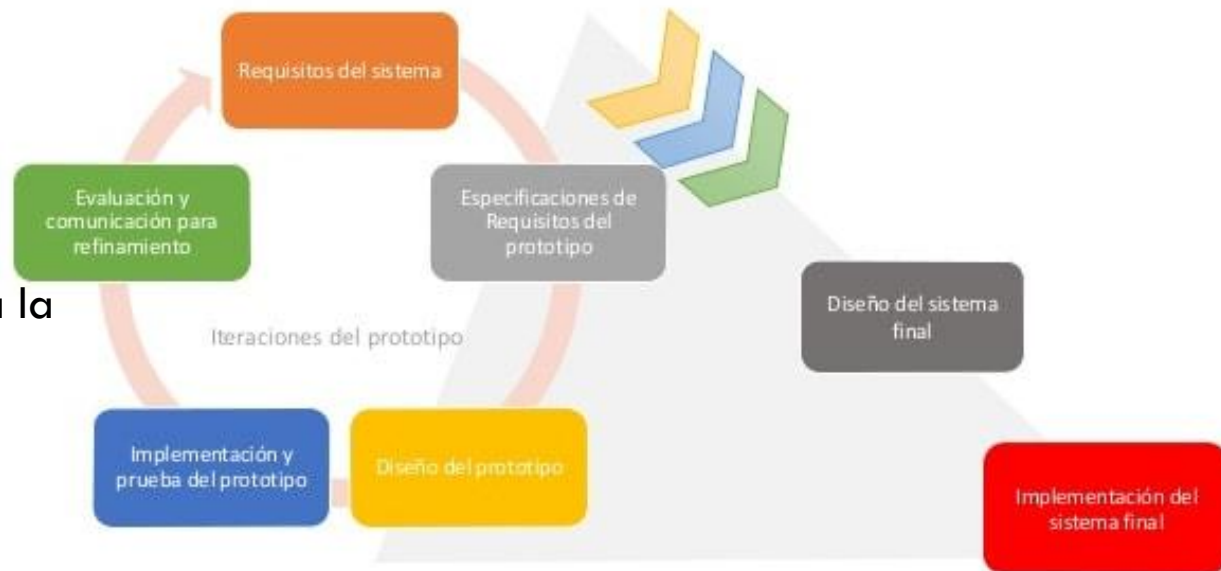 Requisitos del sistema
Evaluación y
comunicación para
refinamiento
Especificaciones de
Requisitos del
prototipo
la
Iteraciones del prototipo
Diseño del sistema
final
Implementación y
prueba del prototipo
Diseño del prototipo
Implementación del
sistema final